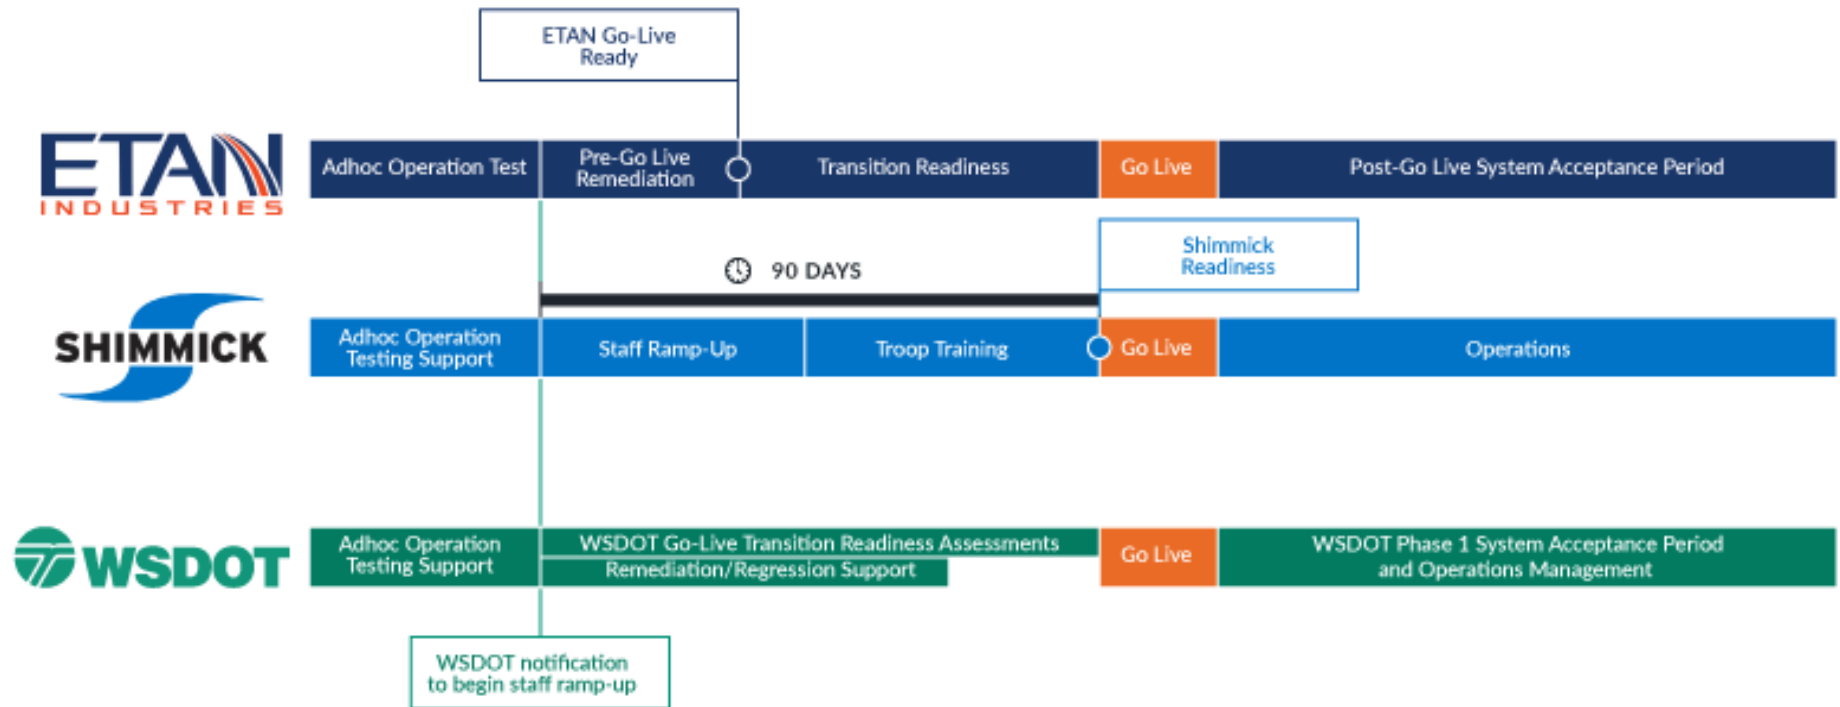 ETAN Go-Live
Ready
ETAN
INDUSTRIES
Adhoc Operation Test
Pre-Go Live
Remediation
Transition Readiness
Go Live
Post-Go Live System Acceptance Period
90 DAYS
Shimmick
Readiness
SHIMMICK
Adhoc Operation
Testing Support
Staff Ramp-Up
Troop Training
Go Live
Operations
WSDOT
Adhoc Operation
Testing Support
WSDOT Go-Live Transition Readiness Assessments
Remediation/Regression Support
Go Live
WSDOT Phase 1 System Acceptance Period
and Operations Management
WSDOT notification
to begin staff ramp-up